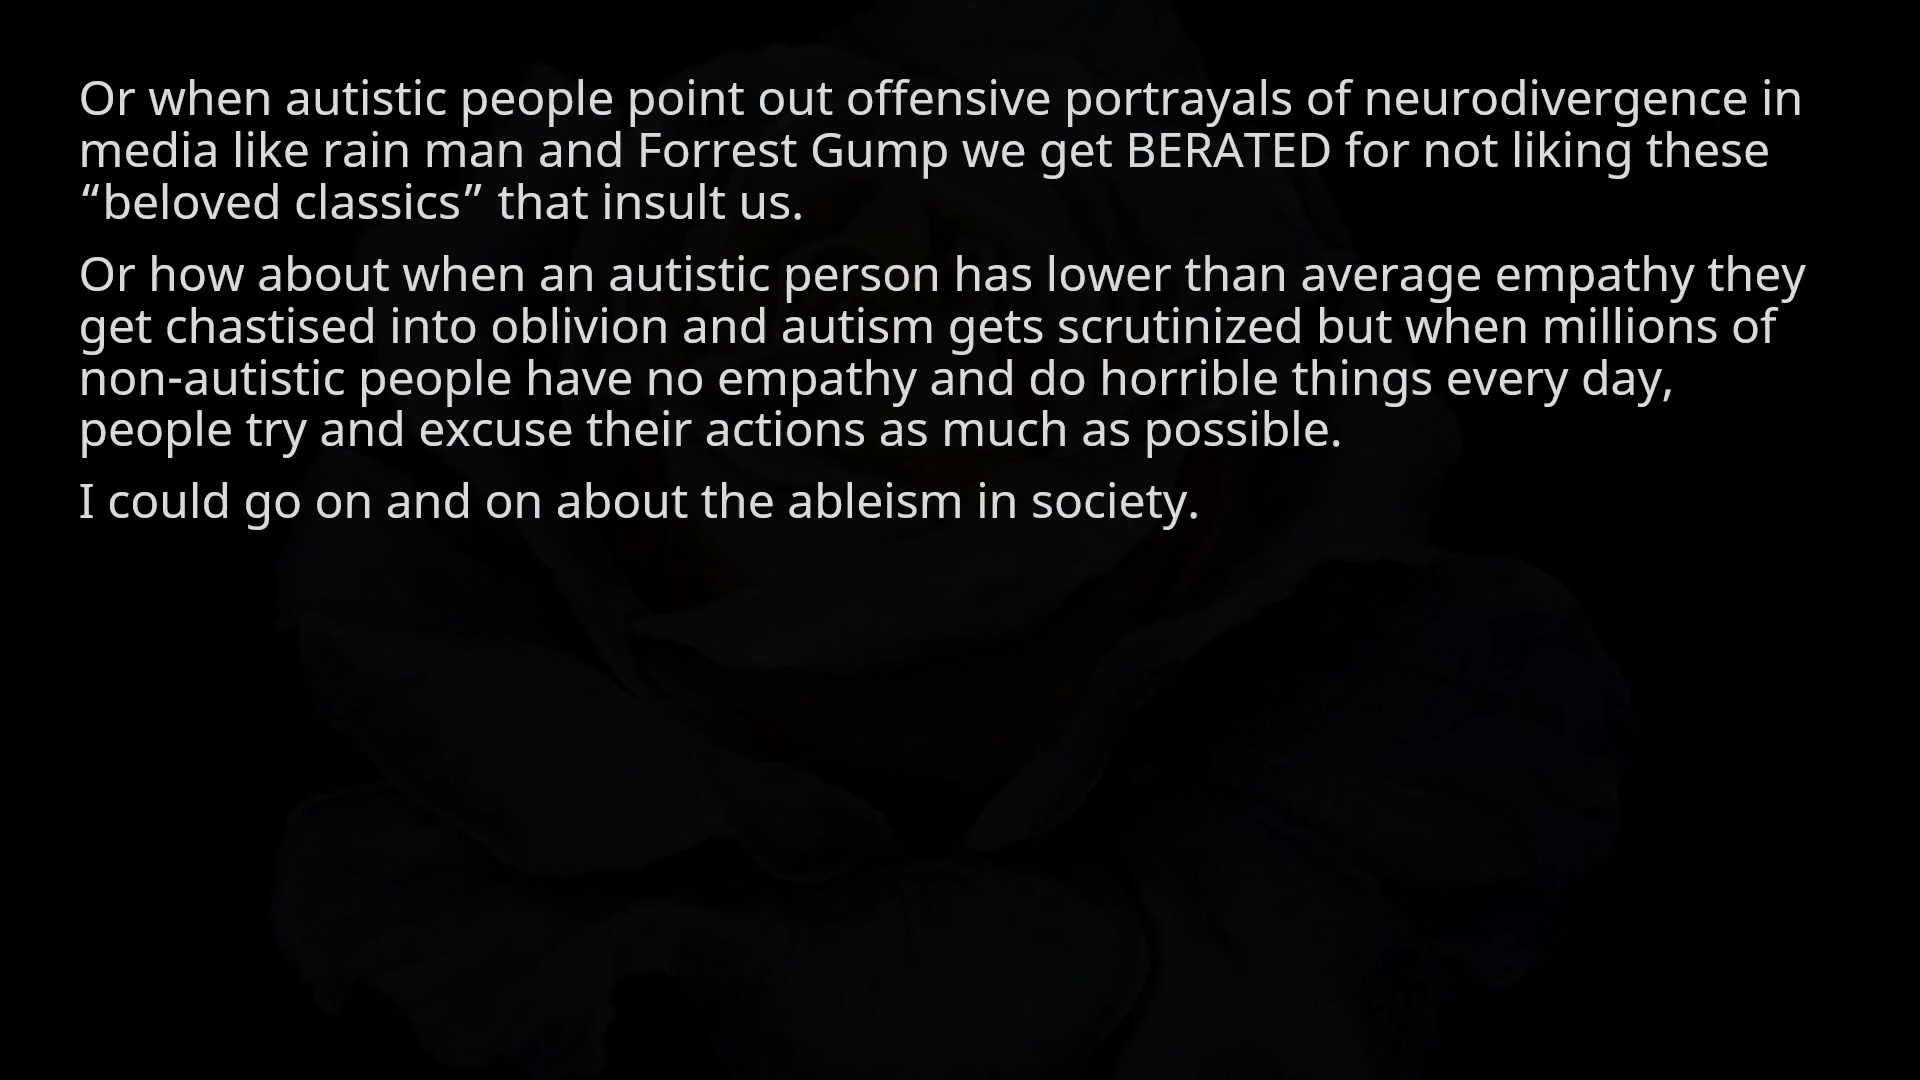 Or when autistic people point out offensive portrayals of neurodivergence in
media like rain man and Forrest Gump we get BERATED for not liking these
“beloved classics” that insult us.
Or how about when an autistic person has lower than average empathy they
get chastised into oblivion and autism gets scrutinized but when millions of
non-autistic people have no empathy and do horrible things every day,
people try and excuse their actions as much as possible.
I could go on and on about the ableism in society.